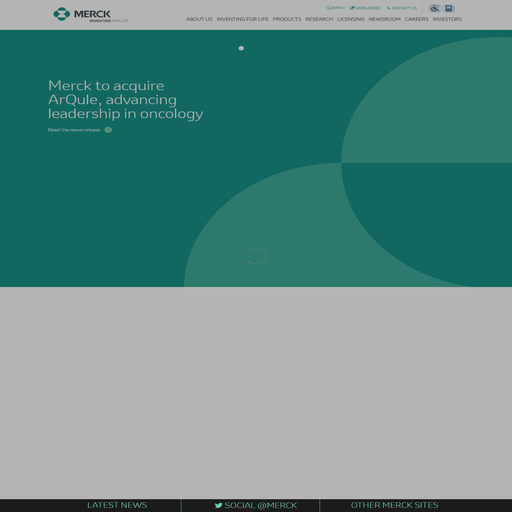 MERCK
INVENTING FOR LIFE
SEARCH
WORLDWIDE
CONTACT US
ABOUT US INVENTING FOR LIFE PRODUCTS RESEARCH LICENSING NEWSROOM CAREERS INVESTORS
Merck to acquire
ArQule, advancing
leadership in oncology
Read the news release
LATEST NEWS
SOCIAL @MERCK
OTHER MERCK SITES